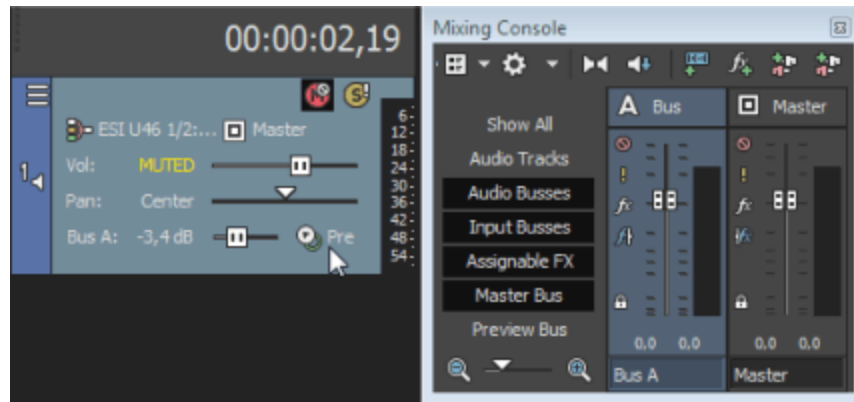 00:00:02,19
ESI U46 1/2:... Master
Vol: MUTED
Pan: Center
Bus A: -3,4 dB Pre
1
6
12
18
24
30
36
42
48
54
Mixing Console
Show All
Audio Tracks
Audio Busses
Input Busses
Assignable FX
Master Bus
Preview Bus
A Bus
fx
0,0 0,0
Bus A
Master
fx
0,0 0,0
Master